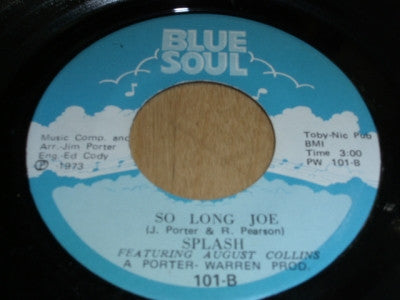 BLUE
SOUL
Music Comp. and
Arr.-Jim Porter
Eng.-Ed Cody
Ⓟ -1973
Toby-Nic Pub
BMI
Time 3:00
PW 101-B
SO LONG JOE
(J. Porter & R. Pearson)
SPLASH
FEATURING AUGUST COLLINS
A PORTER- WARREN PROD.
101-B